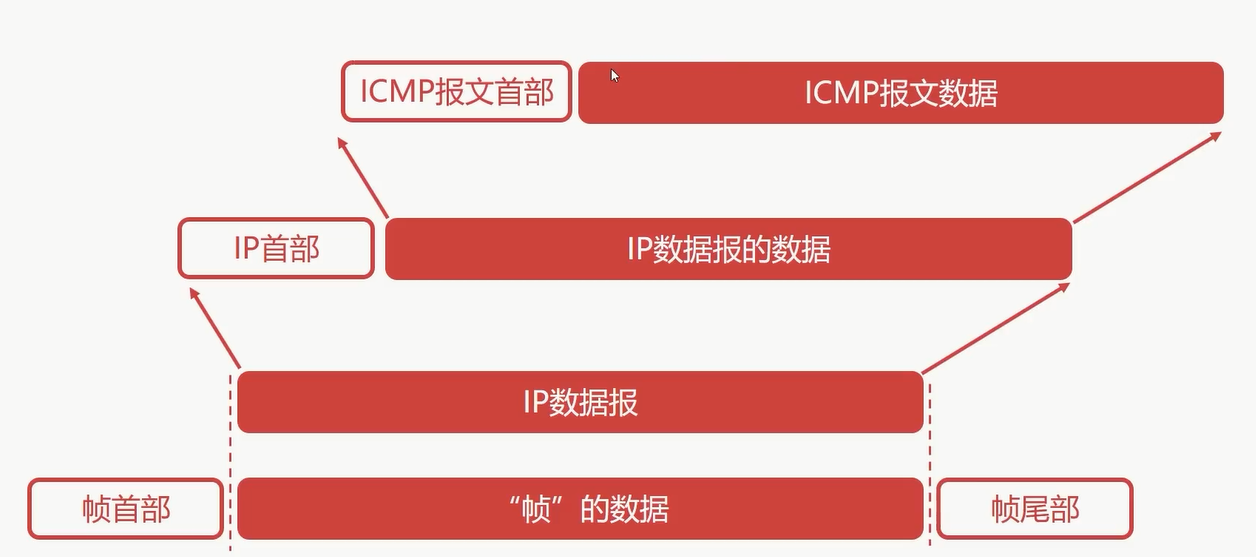 ICMP报文首部
ICMP报文数据
IP首部
IP数据报的数据
IP数据报
帧首部
“帧”的数据
帧尾部